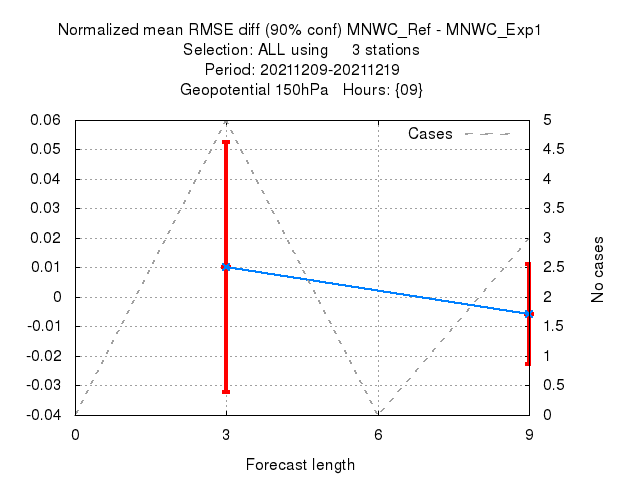 Normalized mean RMSE diff (90% conf) MNWC_Ref - MNWC_Exp1
Selection: ALL using     3 stations
Period: 20211209-20211219
Geopotential 150hPa   Hours: {09}
Cases
0.06
0.05
0.04
0.03
0.02
0.01
0
-0.01
-0.02
-0.03
-0.04
5
4.5
4
3.5
3
2.5
2
1.5
1
0.5
0
No cases
0 3 6 9
Forecast length